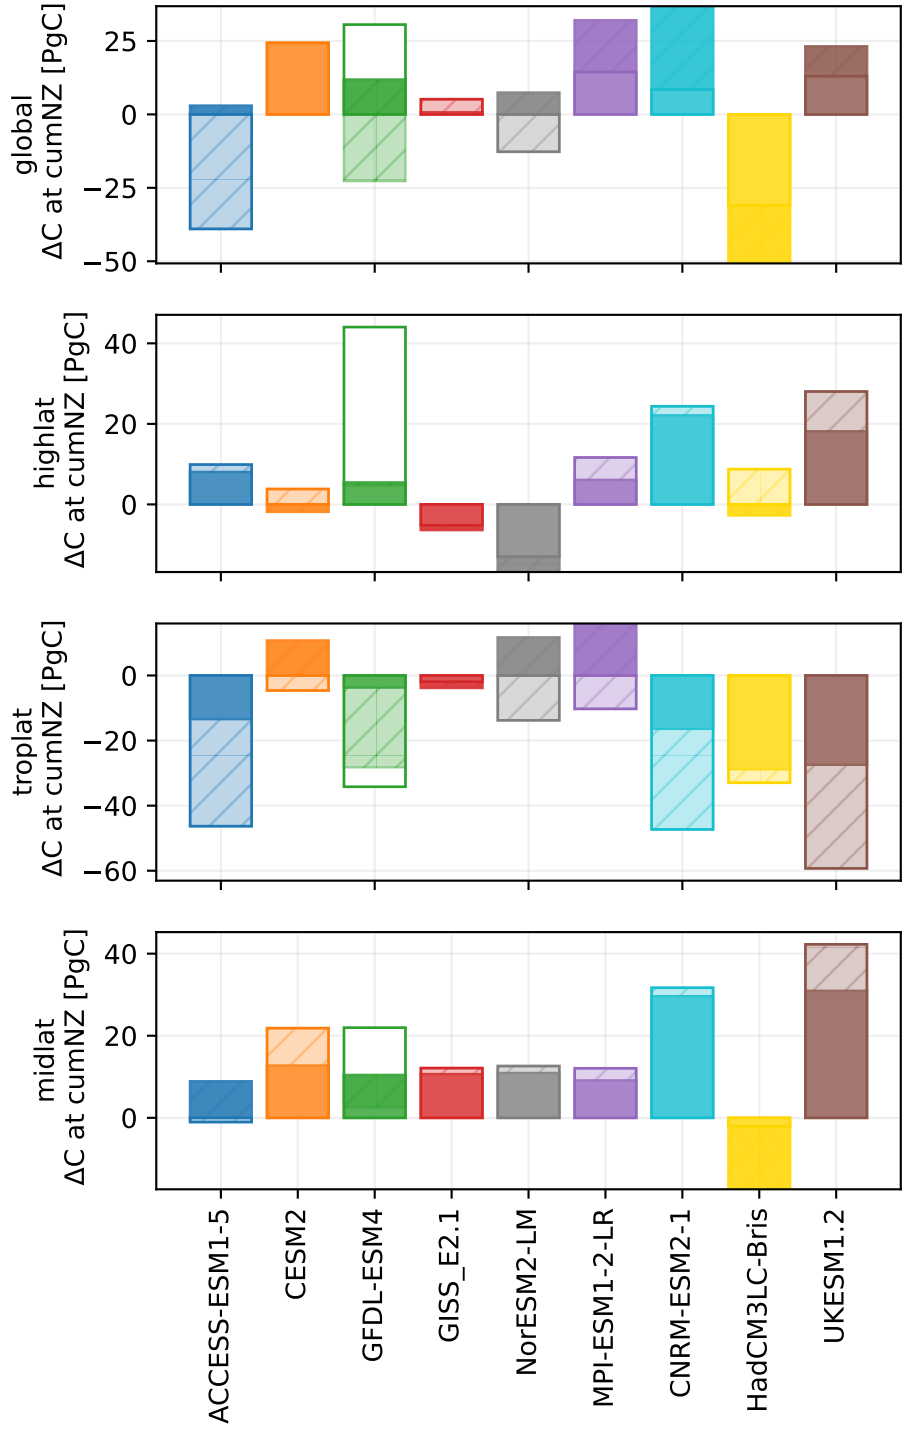 global
ΔC at cumNZ [PgC]
25
0
−25
−50
highlat
ΔC at cumNZ [PgC]
40
20
0
troplat
ΔC at cumNZ [PgC]
0
−20
−40
−60
midlat
ΔC at cumNZ [PgC]
40
20
0
ACCESS-ESM1-5
CESM2
GFDL-ESM4
GISS_E2.1
NorESM2-LM
MPI-ESM1-2-LR
CNRM-ESM2-1
HadCM3LC-Bris
UKESM1.2